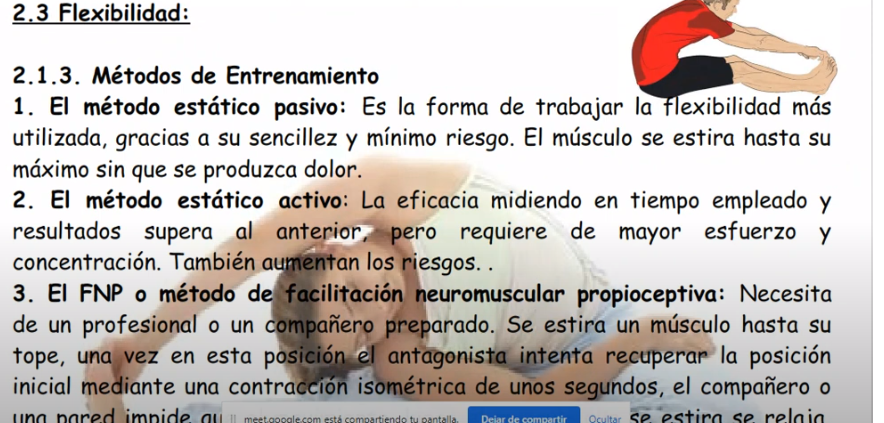 2.3 Flexibilidad:
2.1.3. Métodos de Entrenamiento
1. El método estático pasivo: Es la forma de trabajar la flexibilidad más
utilizada, gracias a su sencillez y mínimo riesgo. El músculo se estira hasta su
máximo sin que se produzca dolor.
2. El método estático activo: La eficacia midiendo en tiempo empleado y
resultados supera al anterior, pero requiere de mayor esfuerzo y
concentración. También aumentan los riesgos. .
3. El FNP o método de facilitación neuromuscular propioceptiva: Necesita
de un profesional o un compañero preparado. Se estira un músculo hasta su
tope, una vez en esta posición el antagonista intenta recuperar la posición
inicial mediante una contracción isométrica de unos segundos, el compañero o
una pared impide se estira se relaja
meet.google.com está compartiendo tu pantalla. Dejar de compartir Ocultar